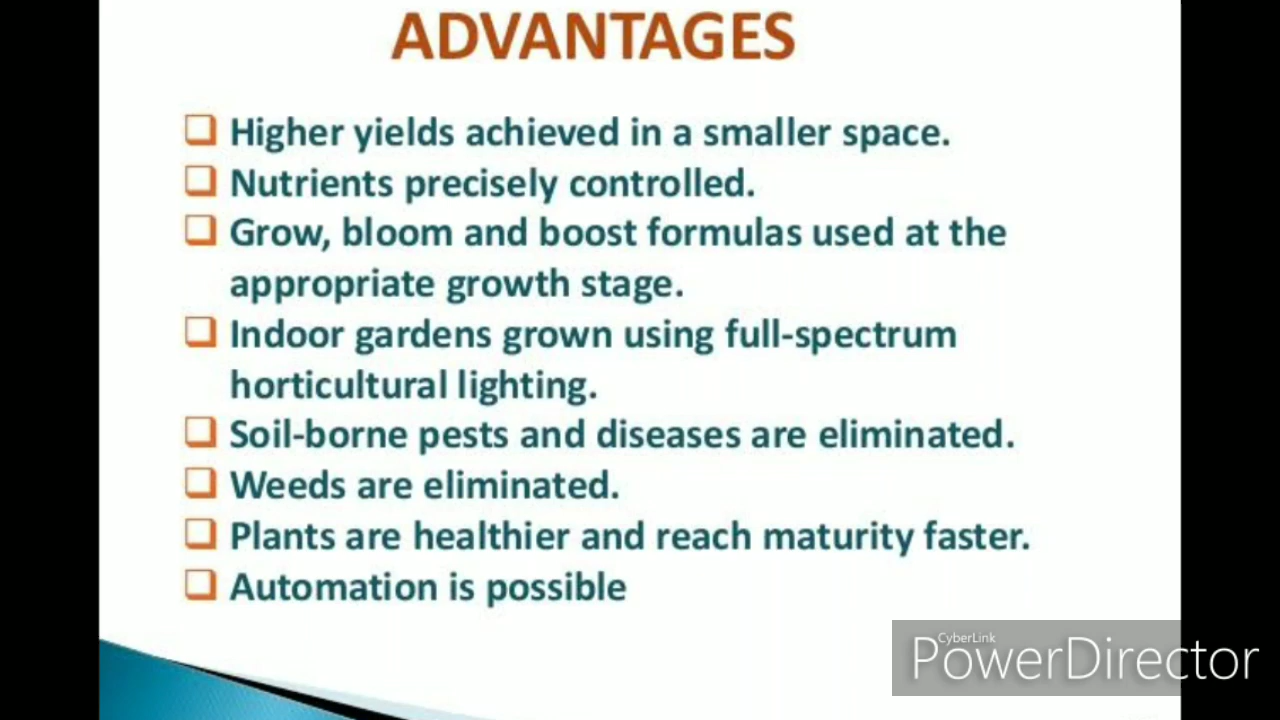 ADVANTAGES
Higher yields achieved in a smaller space.
Nutrients precisely controlled.
Grow, bloom and boost formulas used at the
appropriate growth stage.
Indoor gardens grown using full-spectrum
horticultural lighting.
Soil-borne pests and diseases are eliminated.
Weeds are eliminated.
Plants are healthier and reach maturity faster.
Automation is possible
CyberLink
PowerDirector